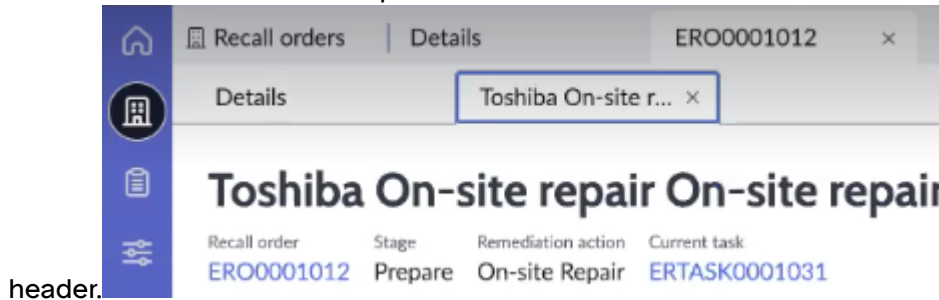 Recall orders Details ERO0001012 ×
Details Toshiba On-site r... ×
Toshiba On-site repair On-site repair
Recall order Stage Remediation action Current task
ERO0001012 Prepare On-site Repair ERTASK0001031
header.